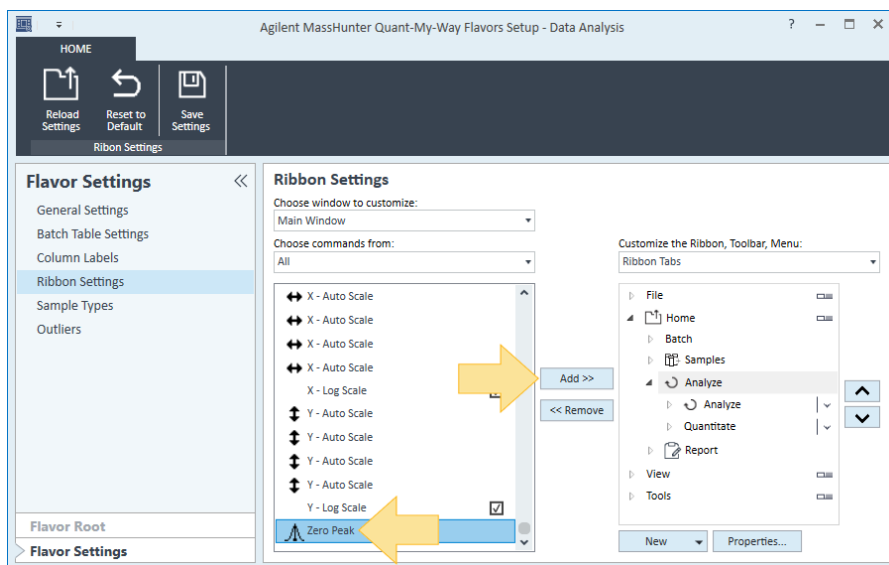 Agilent MassHunter Quant-My-Way Flavors Setup - Data Analysis
HOME
Reload Settings
Reset to Default
Save Settings
Ribon Settings
Flavor Settings
General Settings
Batch Table Settings
Column Labels
Ribbon Settings
Sample Types
Outliers
Flavor Root
Flavor Settings
Ribbon Settings
Choose window to customize:
Main Window
Choose commands from:
All
X - Auto Scale
X - Auto Scale
X - Auto Scale
X - Auto Scale
X - Log Scale
Y - Auto Scale
Y - Auto Scale
Y - Auto Scale
Y - Auto Scale
Y - Log Scale
Zero Peak
Add >>
<< Remove
Customize the Ribbon, Toolbar, Menu:
Ribbon Tabs
File
Home
Batch
Samples
Analyze
Analyze
Quantitate
Report
View
Tools
New
Properties...